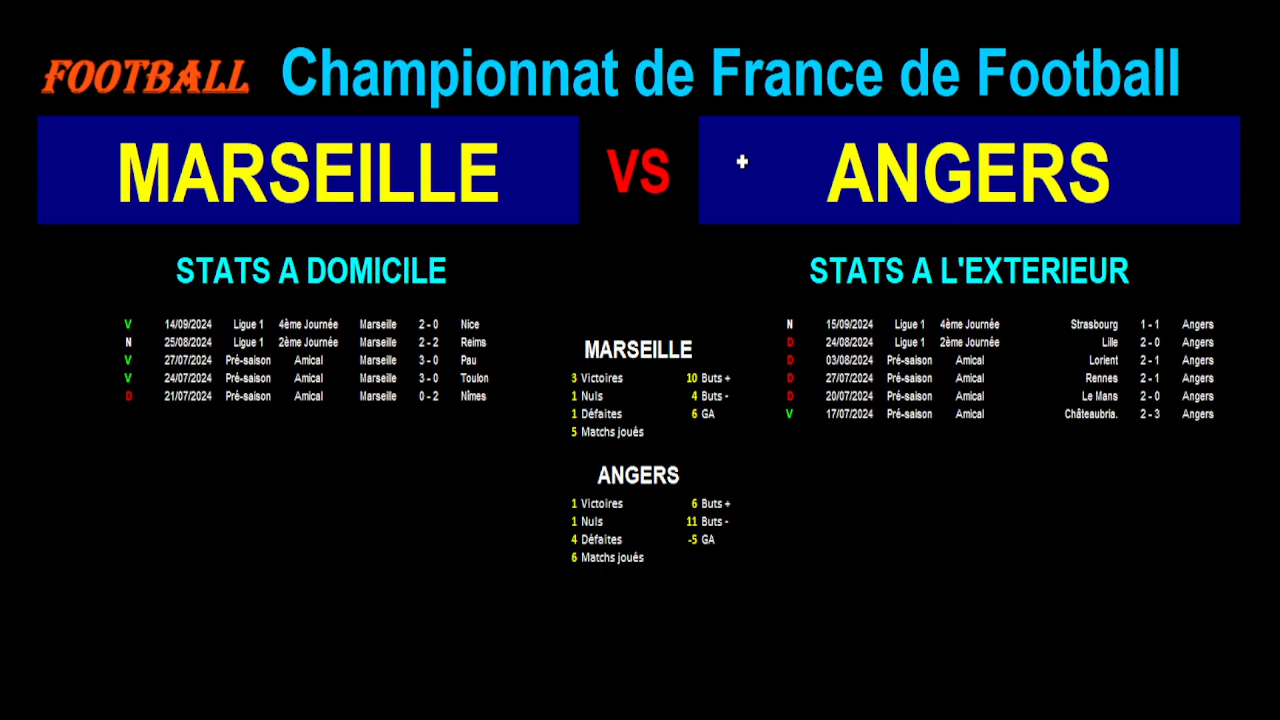 FOOTBALL Championnat de France de Football
MARSEILLE VS ANGERS
STATS A DOMICILE
V 14/09/2024 Ligue 1 4ème Journée Marseille 2 - 0 Nice
N 25/08/2024 Ligue 1 2ème Journée Marseille 2 - 2 Reims
V 27/07/2024 Pré-saison Amical Marseille 3 - 0 Pau
V 24/07/2024 Pré-saison Amical Marseille 3 - 0 Toulon
D 21/07/2024 Pré-saison Amical Marseille 0 - 2 Nîmes
MARSEILLE
3 Victoires 10 Buts +
1 Nuls 4 Buts -
1 Défaites 6 GA
5 Matchs joués
ANGERS
1 Victoires 6 Buts +
1 Nuls 11 Buts -
4 Défaites -5 GA
6 Matchs joués
STATS A L'EXTERIEUR
N 15/09/2024 Ligue 1 4ème Journée Strasbourg 1 - 1 Angers
D 24/08/2024 Ligue 1 2ème Journée Lille 2 - 0 Angers
D 03/08/2024 Pré-saison Amical Lorient 2 - 1 Angers
D 27/07/2024 Pré-saison Amical Rennes 2 - 1 Angers
D 20/07/2024 Pré-saison Amical Le Mans 2 - 0 Angers
V 17/07/2024 Pré-saison Amical Châteaubria. 2 - 3 Angers